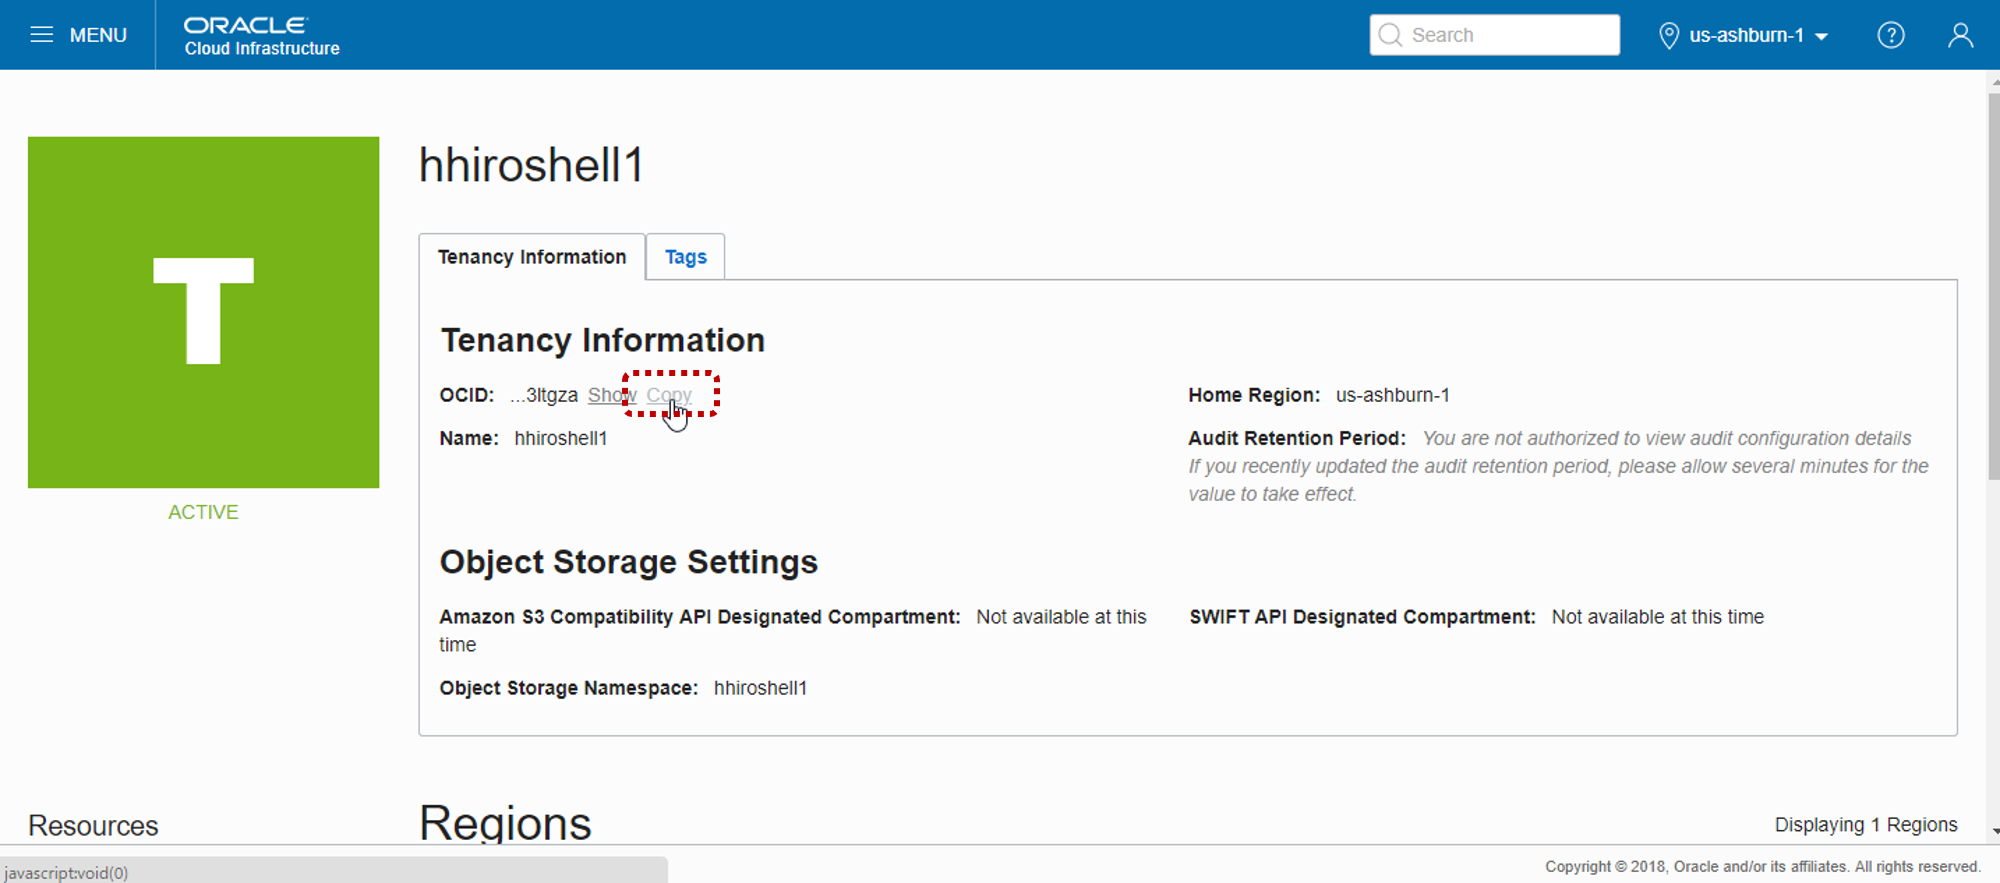 MENU
ORACLE
Cloud Infrastructure
Search
us-ashburn-1
?
hhiroshell1
T
ACTIVE
Tenancy Information
Tags
Tenancy Information
OCID: ...3ltgza Show Copy
Name: hhiroshell1
Home Region: us-ashburn-1
Audit Retention Period: You are not authorized to view audit configuration details
If you recently updated the audit retention period, please allow several minutes for the
value to take effect.
Object Storage Settings
Amazon S3 Compatibility API Designated Compartment: Not available at this
time
Object Storage Namespace: hhiroshell1
SWIFT API Designated Compartment: Not available at this time
Resources
Regions
Displaying 1 Regions
javascript:void(0)
Copyright © 2018, Oracle and/or its affiliates. All rights reserved.